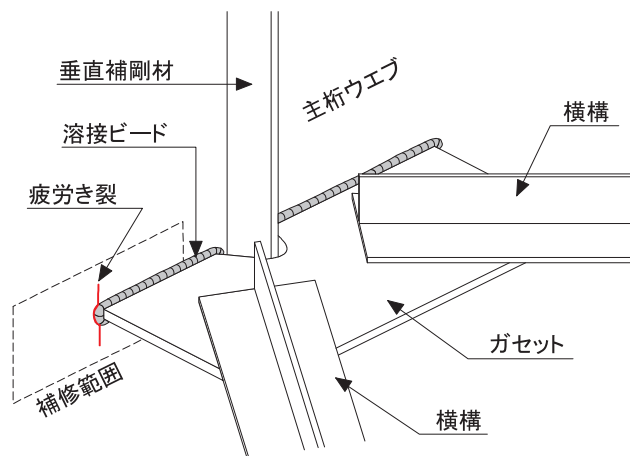 垂直補剛材
主桁ウエブ
横構
溶接ビード
疲労き裂
ガセット
補修範囲
横構